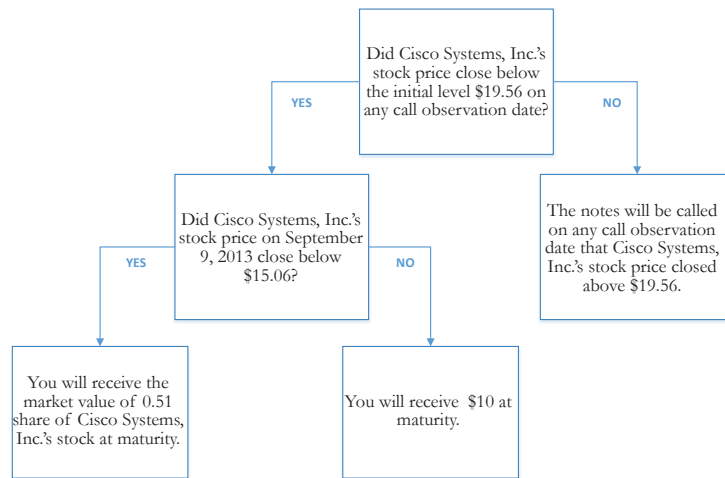 Did Cisco Systems, Inc.'s
stock price close below
the initial level $19.56 on
any call observation date?
YES
NO
Did Cisco Systems, Inc.'s
stock price on September
9, 2013 close below
$15.06?
The notes will be called
on any call observation
date that Cisco Systems,
Inc.'s stock price closed
above $19.56.
YES
NO
You will receive the
market value of 0.51
share of Cisco Systems,
Inc.'s stock at maturity.
You will receive $10 at
maturity.